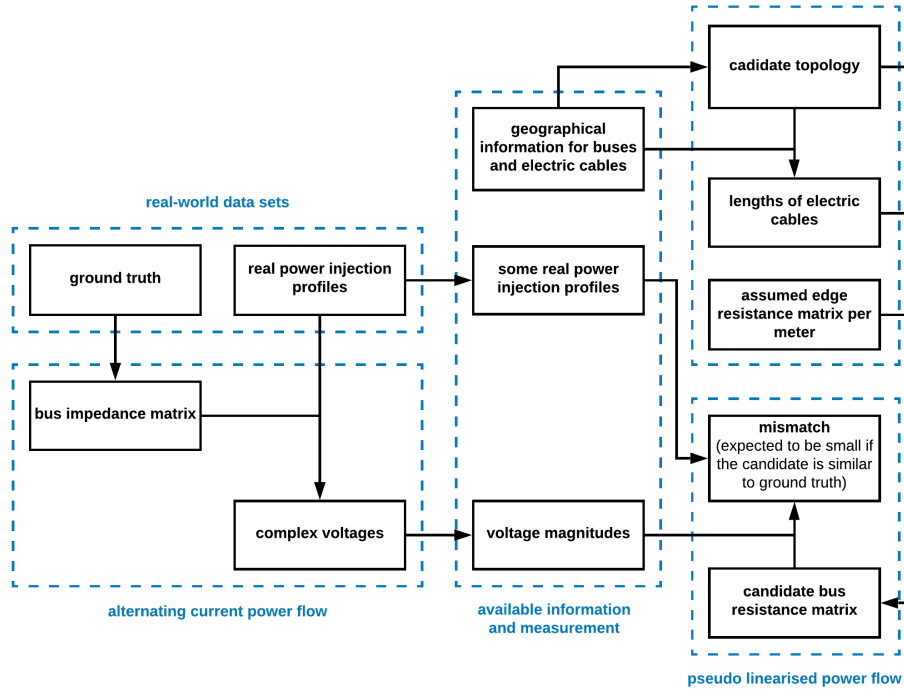 cadidate topology
geographical
information for buses
and electric cables
lengths of electric
cables
real-world data sets
ground truth
real power injection
profiles
some real power
injection profiles
assumed edge
resistance matrix per
meter
bus impedance matrix
mismatch
(expected to be small if
the candidate is similar
to ground truth)
complex voltages
voltage magnitudes
candidate bus
resistance matrix
alternating current power flow
available information
and measurement
pseudo linearised power flow